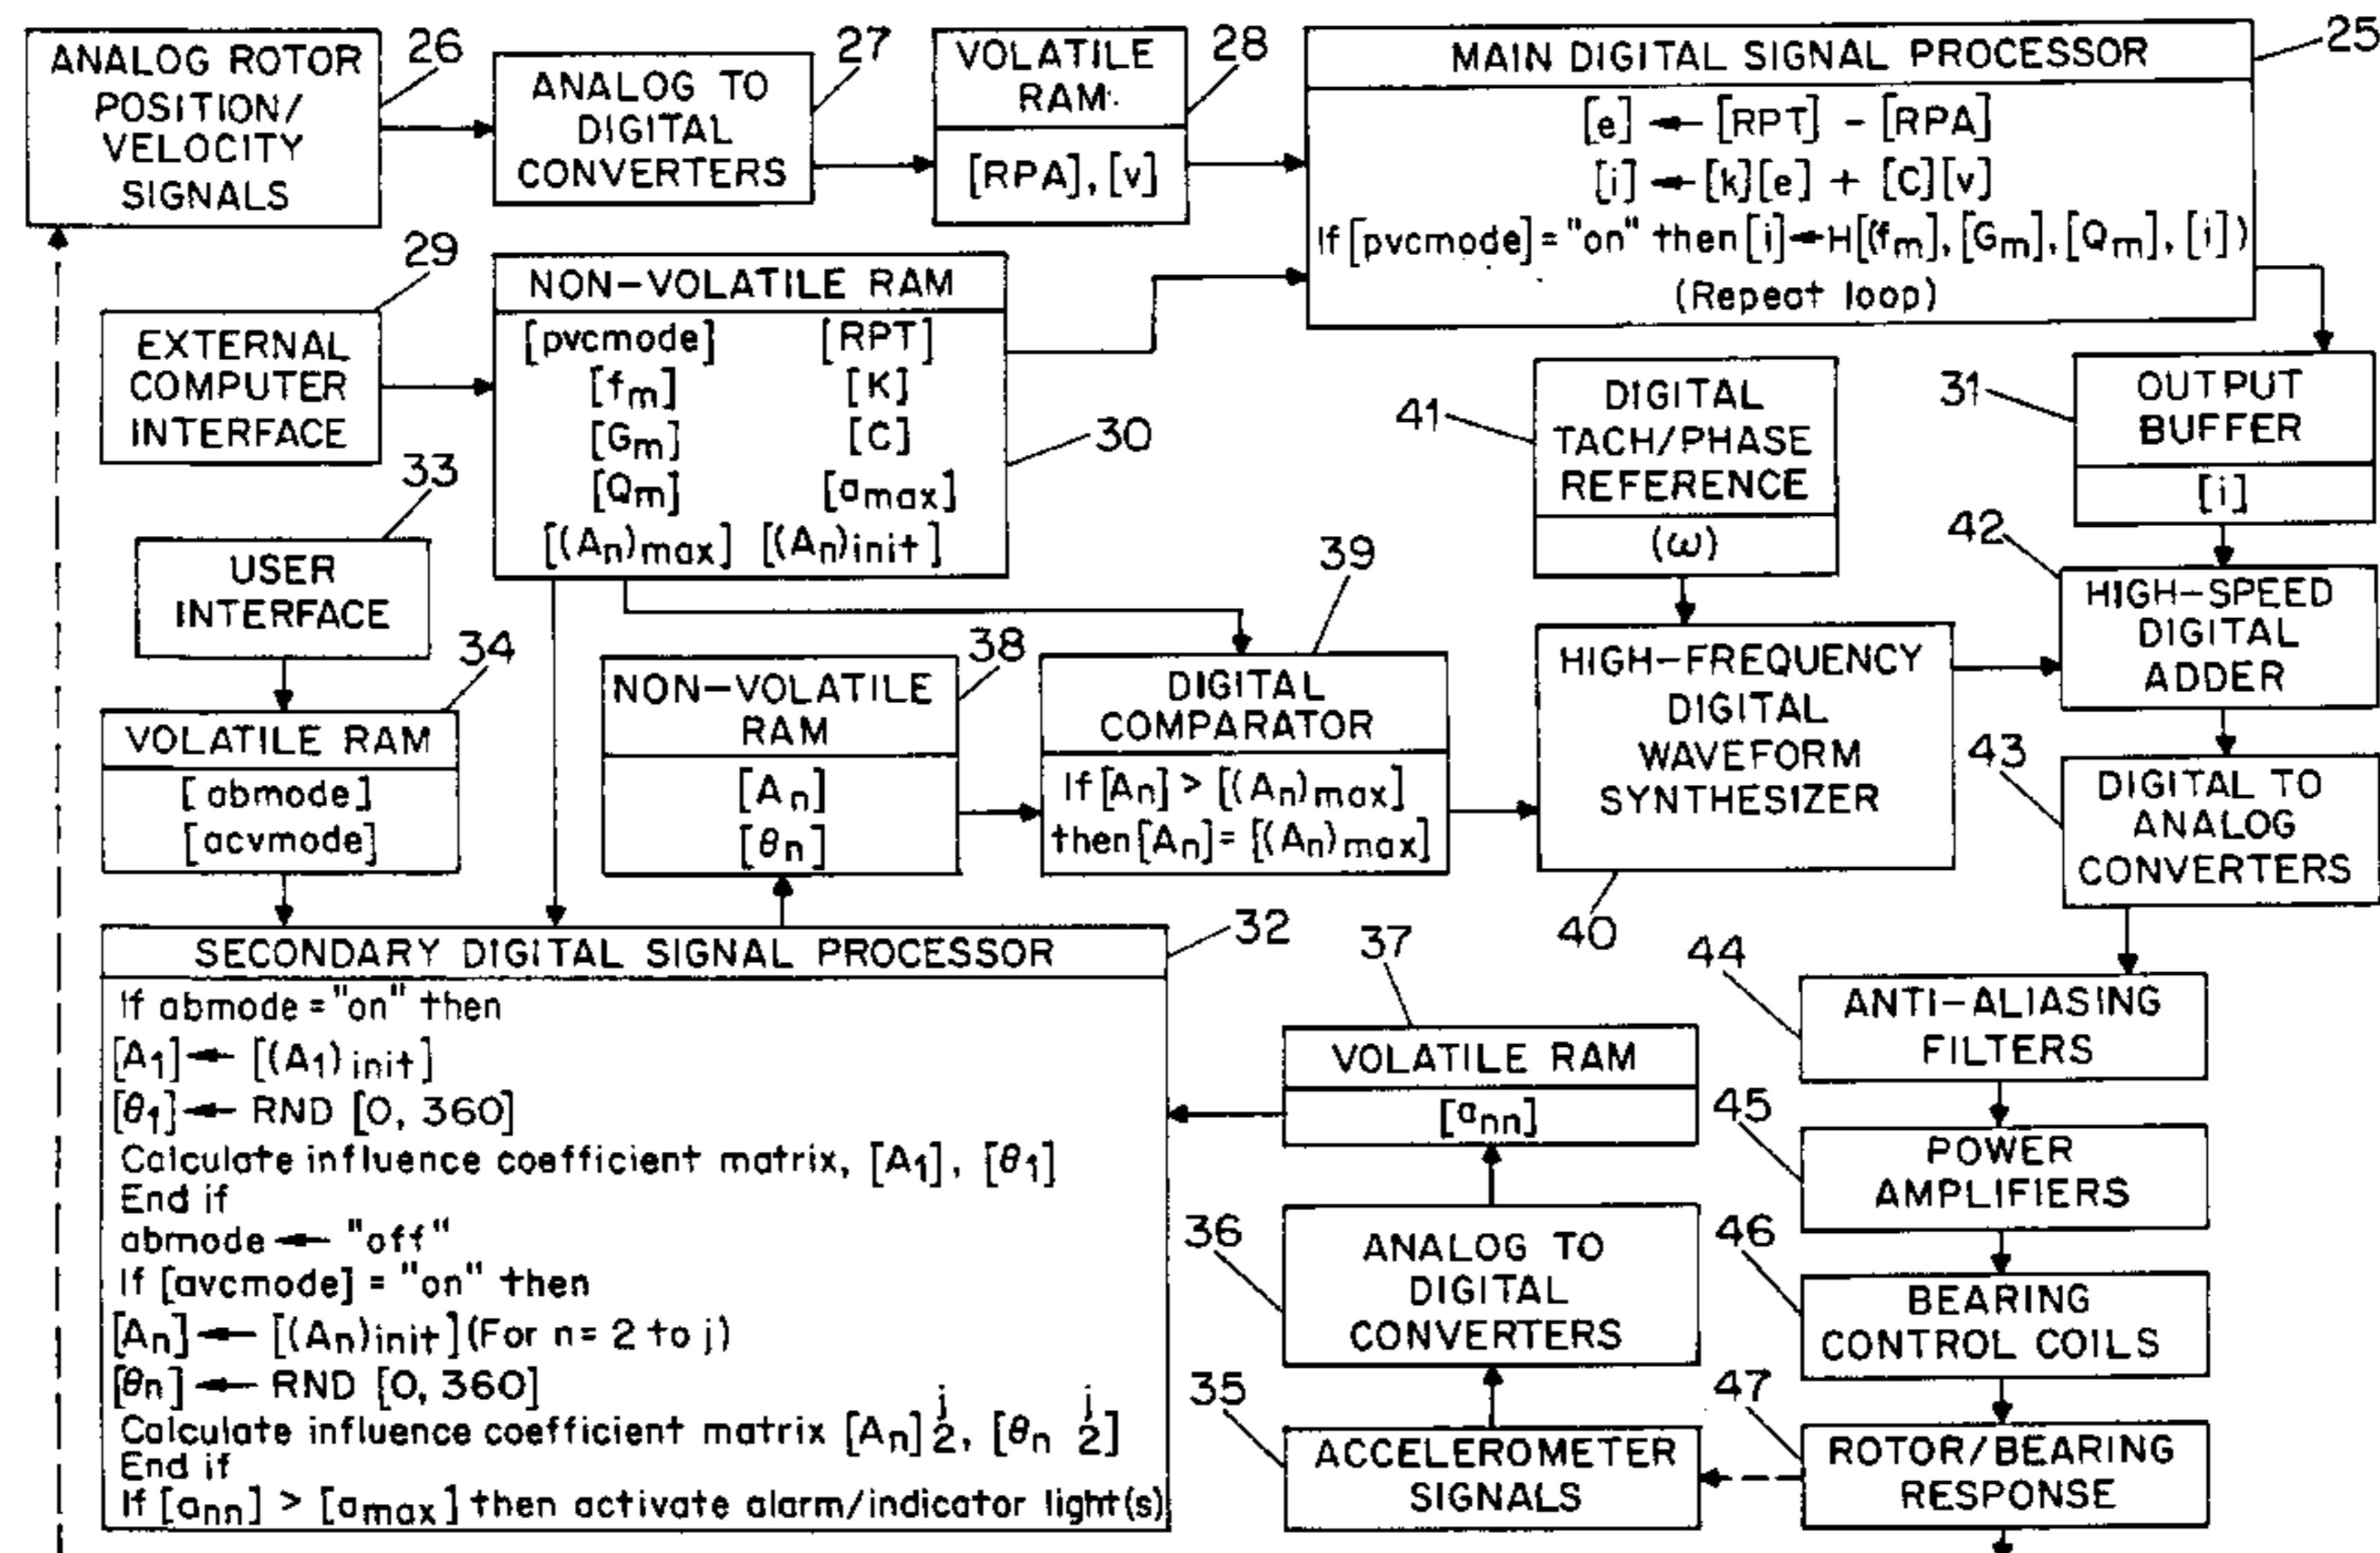 ANALOG ROTOR
POSITION/
VELOCITY
SIGNALS
26
ANALOG TO
DIGITAL
CONVERTERS
27
VOLATILE
RAM
[RPA], [v]
28
MAIN DIGITAL SIGNAL PROCESSOR
[e] ← [RPT] - [RPA]
[i] ← [k][e] + [C][v]
If [pvcmode] = "on" then [i] ← H[(fm], [Gm], [Qm], [i])
(Repeat loop)
25
EXTERNAL
COMPUTER
INTERFACE
29
NON-VOLATILE RAM
[pvcmode] [RPT]
[fm] [K]
[Gm] [C]
[Qm] [amax]
[(An)max] [(An)init]
30
DIGITAL
TACH/PHASE
REFERENCE
(ω)
41
OUTPUT
BUFFER
[i]
31
USER
INTERFACE
33
VOLATILE RAM
[abmode]
[acvmode]
34
NON-VOLATILE
RAM
[An]
[θn]
38
DIGITAL
COMPARATOR
If [An] > [(An)max]
then [An] = [(An)max]
39
HIGH-FREQUENCY
DIGITAL
WAVEFORM
SYNTHESIZER
40
HIGH-SPEED
DIGITAL
ADDER
42
DIGITAL TO
ANALOG
CONVERTERS
43
SECONDARY DIGITAL SIGNAL PROCESSOR
If abmode = "on" then
[A1] ← [(A1)init]
[θ1] ← RND [0, 360]
Calculate influence coefficient matrix, [A1], [θ1]
End if
abmode ← "off"
If [avcmode] = "on" then
[An] ← [(An)init] (For n = 2 to j)
[θn] ← RND [0, 360]
Calculate influence coefficient matrix [An] j 2, [θn j 2]
End if
If [ann] > [amax] then activate alarm/indicator light(s)
32
VOLATILE RAM
[ann]
37
ANALOG TO
DIGITAL
CONVERTERS
36
ACCELEROMETER
SIGNALS
35
ANTI-ALIASING
FILTERS
44
POWER
AMPLIFIERS
45
BEARING
CONTROL COILS
46
ROTOR/BEARING
RESPONSE
47